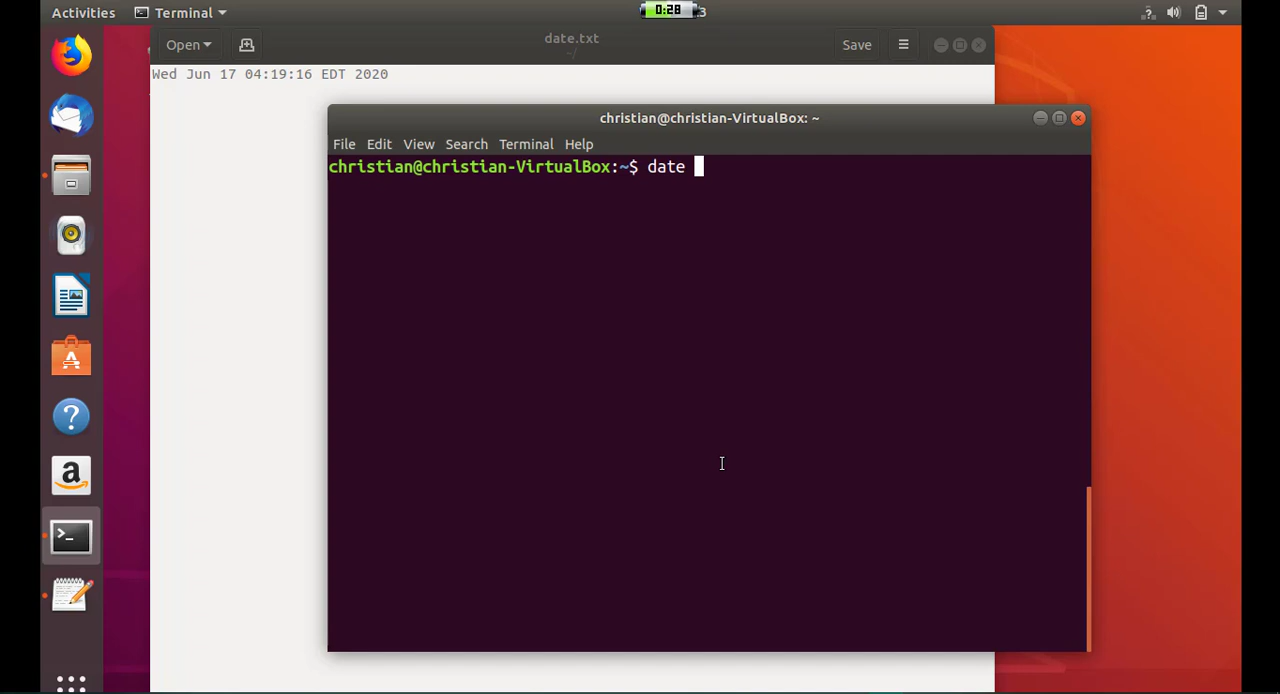 Activities Terminal 0:28 3
Open date.txt Save
~/
Wed Jun 17 04:19:16 EDT 2020
christian@christian-VirtualBox: ~
File Edit View Search Terminal Help
christian@christian-VirtualBox:~$ date